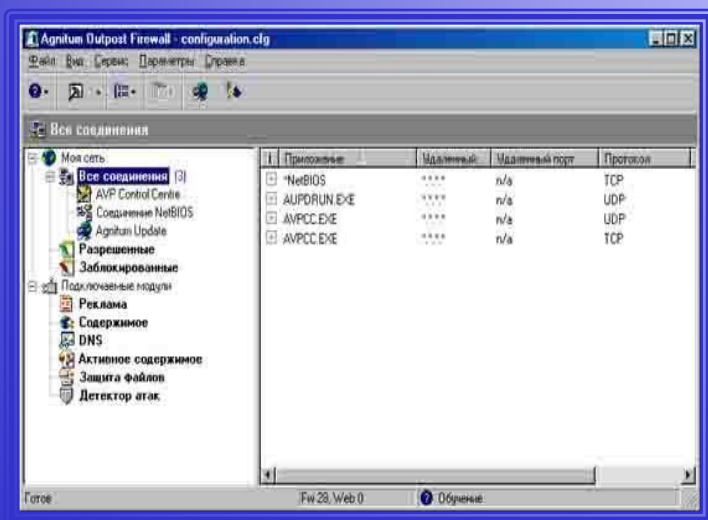 Agnitum Outpost Firewall - configuration.cfg
Файл Вид Сервис Параметры Справка
Все соединения
Моя сеть
Все соединения (3)
AVP Control Centre
Соединение NetBIOS
Agnitum Update
Разрешенные
Заблокированные
Подключаемые модули
Реклама
Содержимое
DNS
Активное содержимое
Защита файлов
Детектор атак
Приложение Удаленный Удаленный порт Протокол
*NetBIOS *.*.*.* n/a TCP
AUPDRUN.EXE *.*.*.* n/a UDP
AVPCC.EXE *.*.*.* n/a UDP
AVPCC.EXE *.*.*.* n/a TCP
Готов Fw 29, Web 0 Обучение